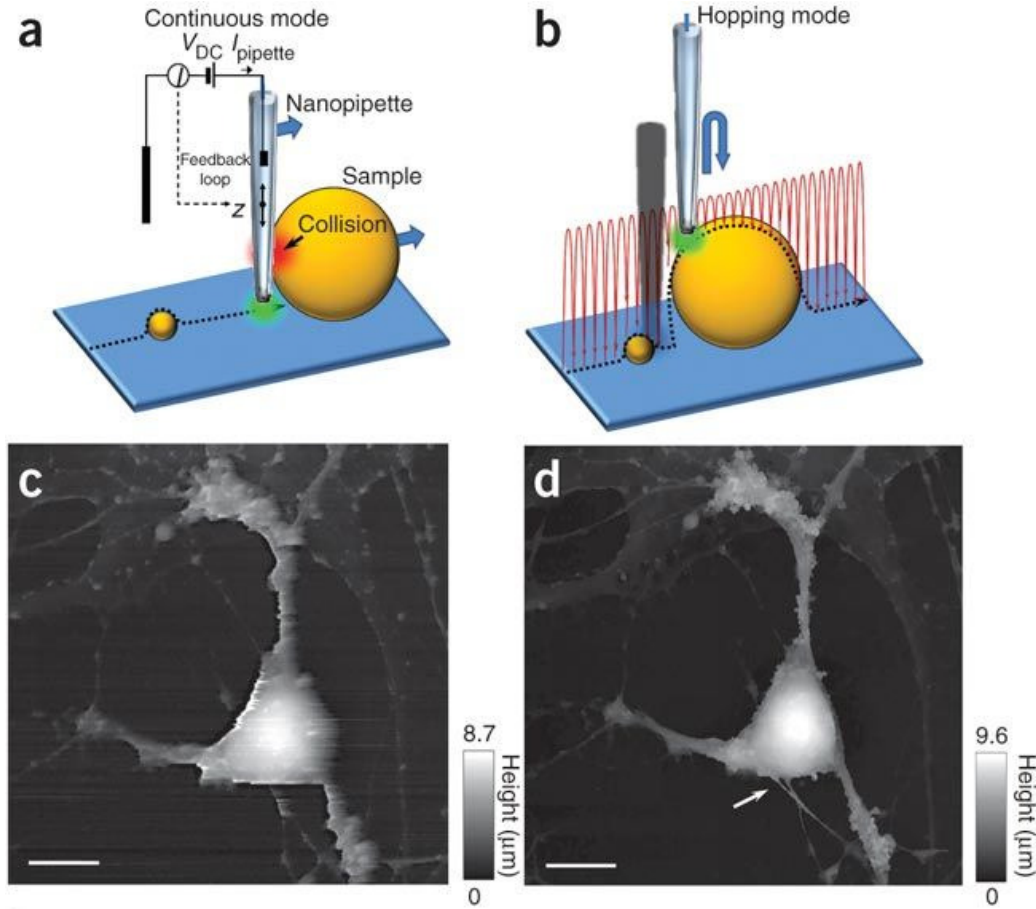 a
Continuous mode
V_DC I_pipette
Nanopipette
Feedback
loop
Sample
z
Collision
b
Hopping mode
c
8.7
Height (μm)
0
d
9.6
Height (μm)
0